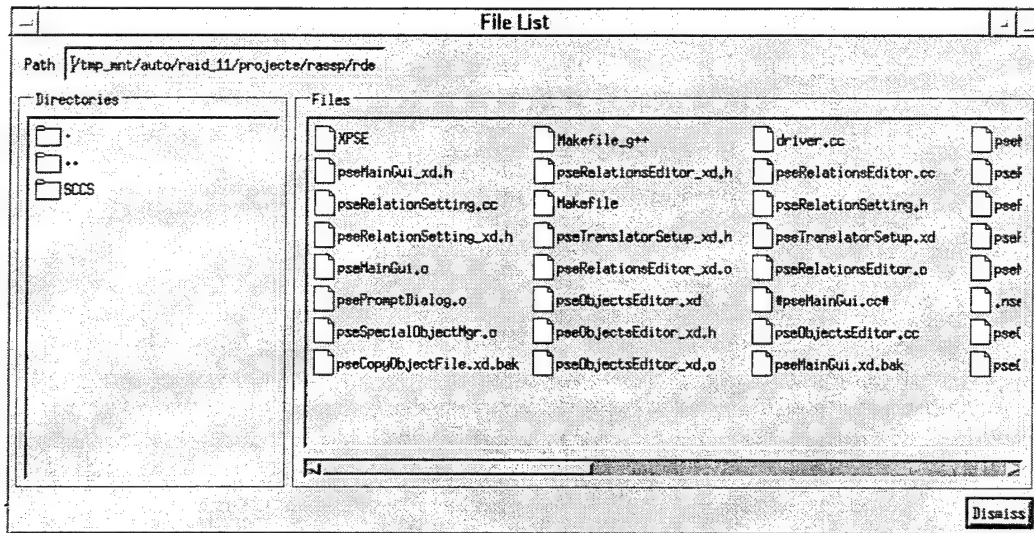 File List
Path /tmp_mnt/auto/raid_11/projects/rassp/rde
Directories
Files
.
..
SCCS
XPSE Makefile_g++ driver.cc
pseMainGui_xd.h pseRelationsEditor_xd.h pseRelationsEditor.cc
pseRelationSetting.cc Makefile pseRelationSetting.h
pseRelationSetting_xd.h pseTranslatorSetup_xd.h pseTranslatorSetup.xd
pseMainGui.o pseRelationsEditor_xd.o pseRelationsEditor.o
psePromptDialog.o pseObjectsEditor.xd #pseMainGui.cc# .nse
pseSpecialObjectMgr.o pseObjectsEditor_xd.h pseObjectsEditor.cc
pseCopyObjectFile.xd.bak pseObjectsEditor_xd.o pseMainGui.xd.bak
Dismiss